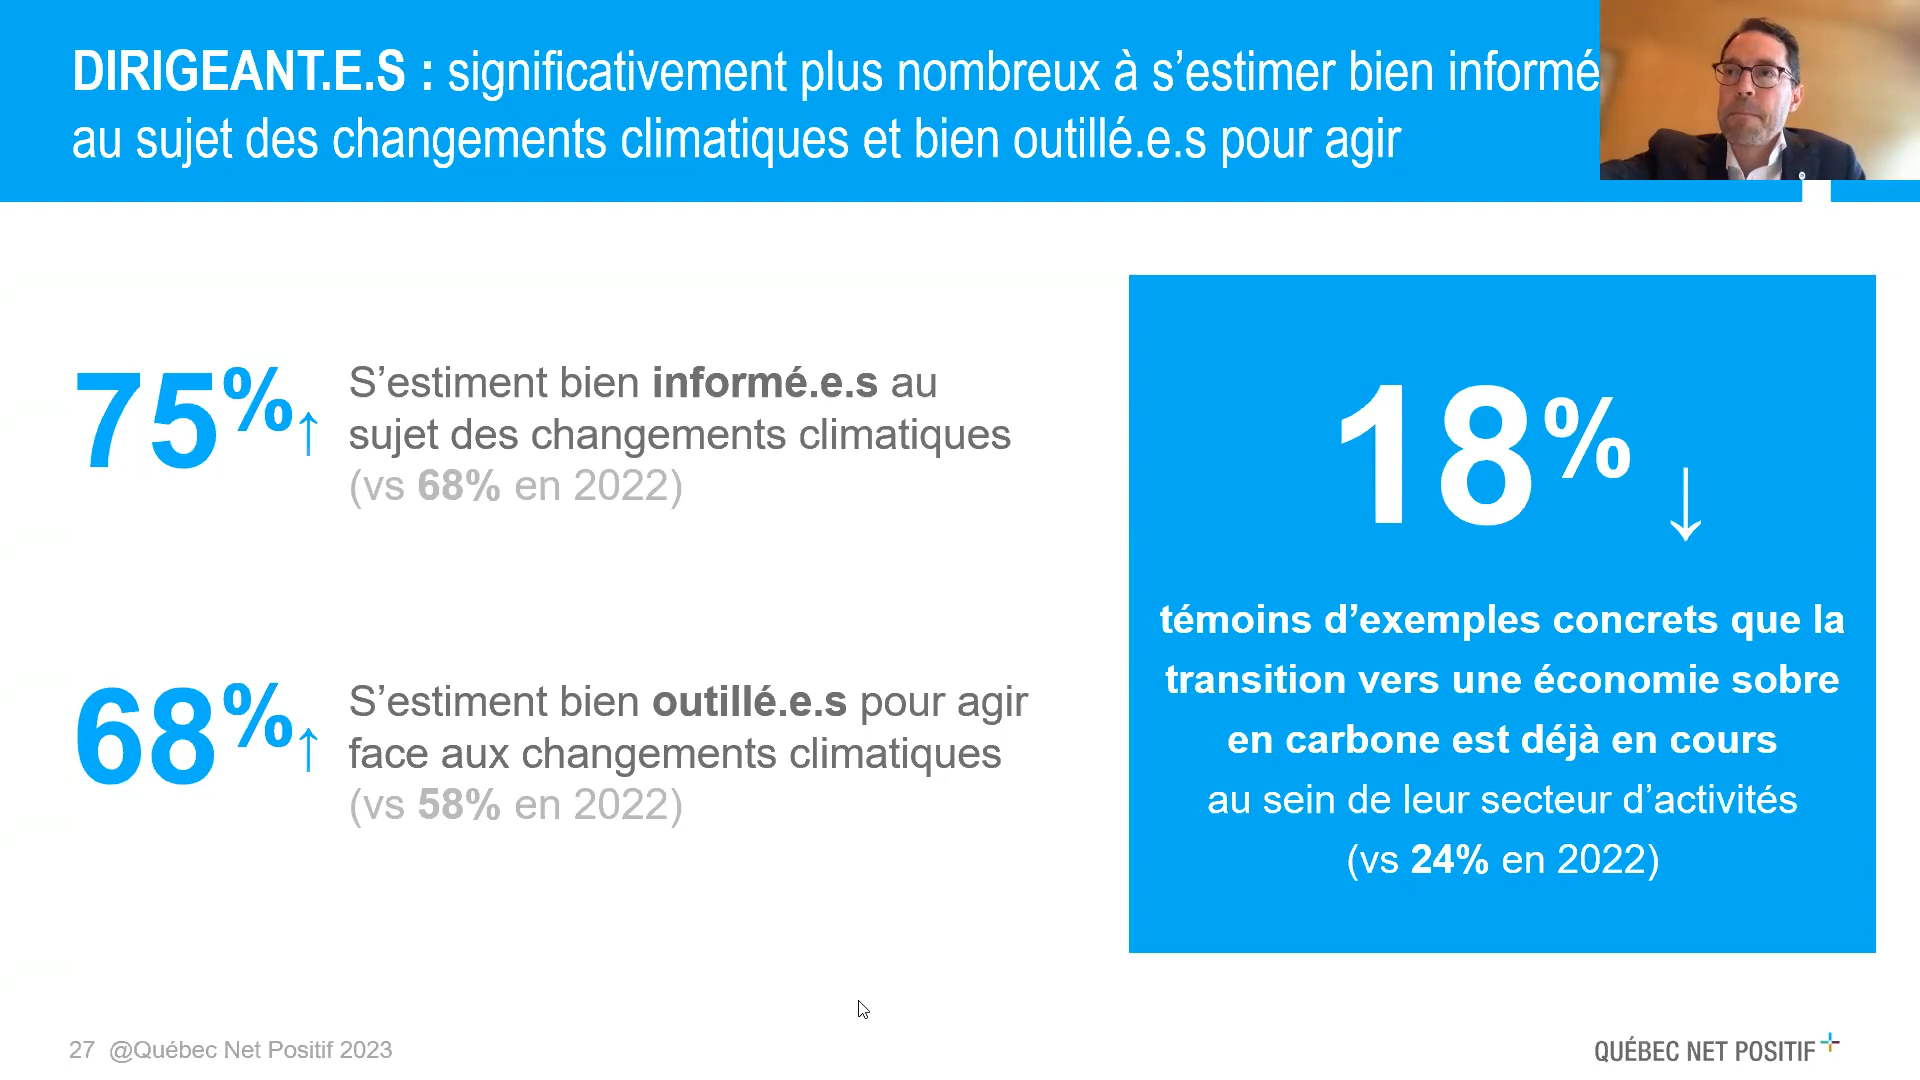 DIRIGEANT.E.S : significativement plus nombreux à s’estimer bien informé
au sujet des changements climatiques et bien outillé.e.s pour agir
75%↑
S’estiment bien informé.e.s au
sujet des changements climatiques
(vs 68% en 2022)
68%↑
S’estiment bien outillé.e.s pour agir
face aux changements climatiques
(vs 58% en 2022)
18% ↓
témoins d’exemples concrets que la
transition vers une économie sobre
en carbone est déjà en cours
au sein de leur secteur d’activités
(vs 24% en 2022)
27 @Québec Net Positif 2023
QUÉBEC NET POSITIF